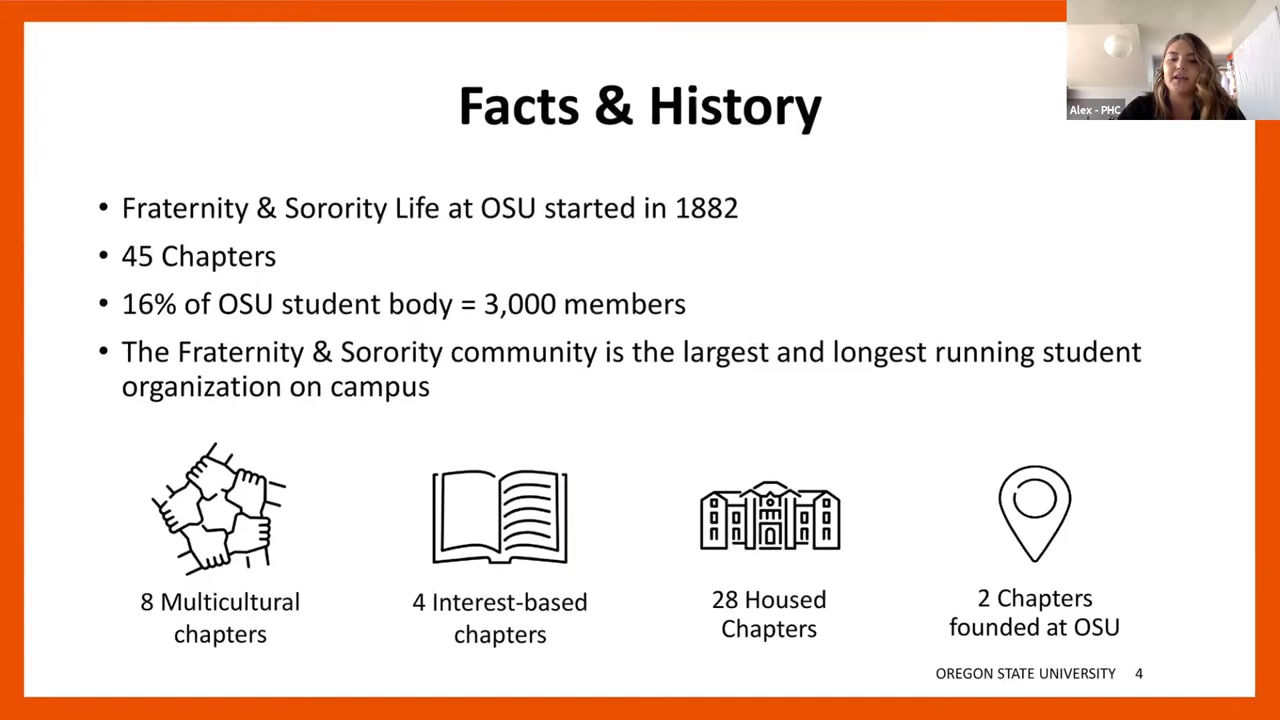 Facts & History
Alex - PHC
• Fraternity & Sorority Life at OSU started in 1882
• 45 Chapters
• 16% of OSU student body = 3,000 members
• The Fraternity & Sorority community is the largest and longest running student
organization on campus
8 Multicultural
chapters
4 Interest-based
chapters
28 Housed
Chapters
2 Chapters
founded at OSU
OREGON STATE UNIVERSITY 4